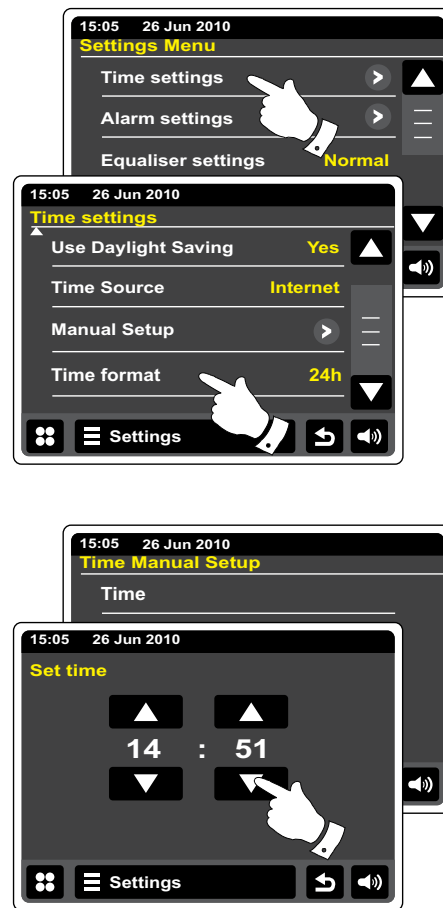 15:05 26 Jun 2010
Settings Menu
Time settings
Alarm settings
Equaliser settings Normal
15:05 26 Jun 2010
Time settings
Use Daylight Saving Yes
Time Source Internet
Manual Setup
Time format 24h
Settings
15:05 26 Jun 2010
Time Manual Setup
Time
15:05 26 Jun 2010
Set time
14 : 51
Settings